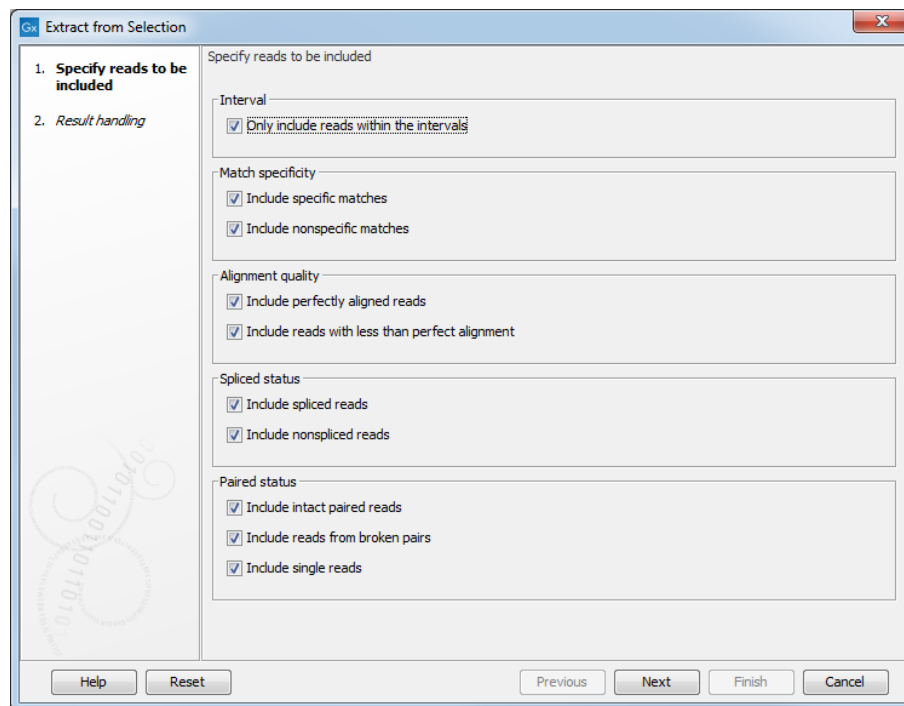 Gx Extract from Selection
1. Specify reads to be
included
2. Result handling
Specify reads to be included
Interval
Only include reads within the intervals
Match specificity
Include specific matches
Include nonspecific matches
Alignment quality
Include perfectly aligned reads
Include reads with less than perfect alignment
Spliced status
Include spliced reads
Include nonspliced reads
Paired status
Include intact paired reads
Include reads from broken pairs
Include single reads
Help Reset Previous Next Finish Cancel